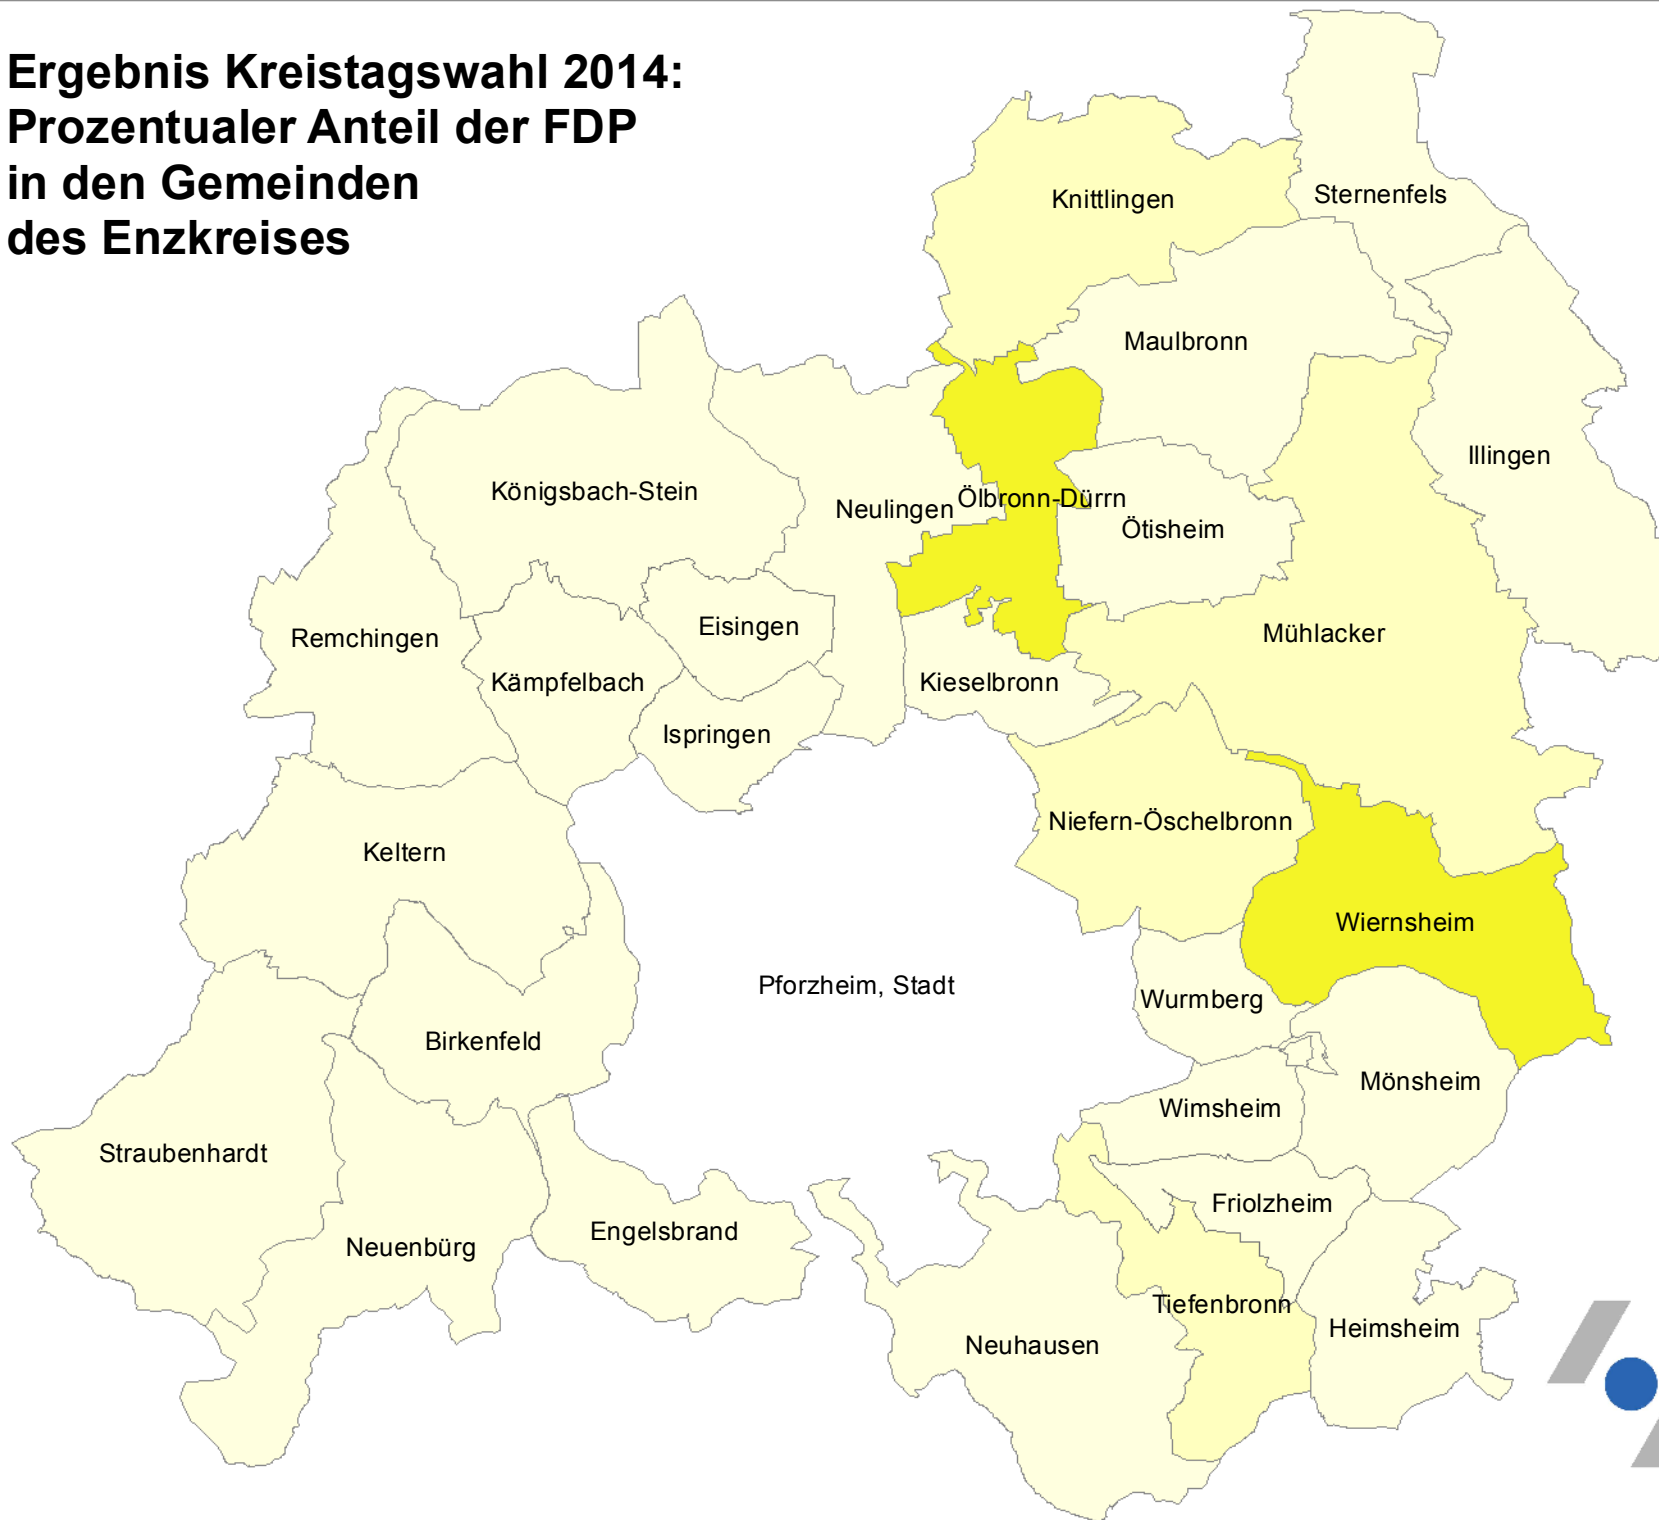 Ergebnis Kreistagswahl 2014:
Prozentualer Anteil der FDP
in den Gemeinden
des Enzkreises
Knittlingen
Sternenfels
Maulbronn
Illingen
Königsbach-Stein
Neulingen
Ölbronn-Dürrn
Ötisheim
Eisingen
Remchingen
Mühlacker
Kämpfelbach
Kieselbronn
Ispringen
Niefern-Öschelbronn
Keltern
Wiernsheim
Pforzheim, Stadt
Wurmberg
Birkenfeld
Mönsheim
Wimsheim
Straubenhardt
Friolzheim
Engelsbrand
Neuenbürg
Tiefenbronn
Heimsheim
Neuhausen